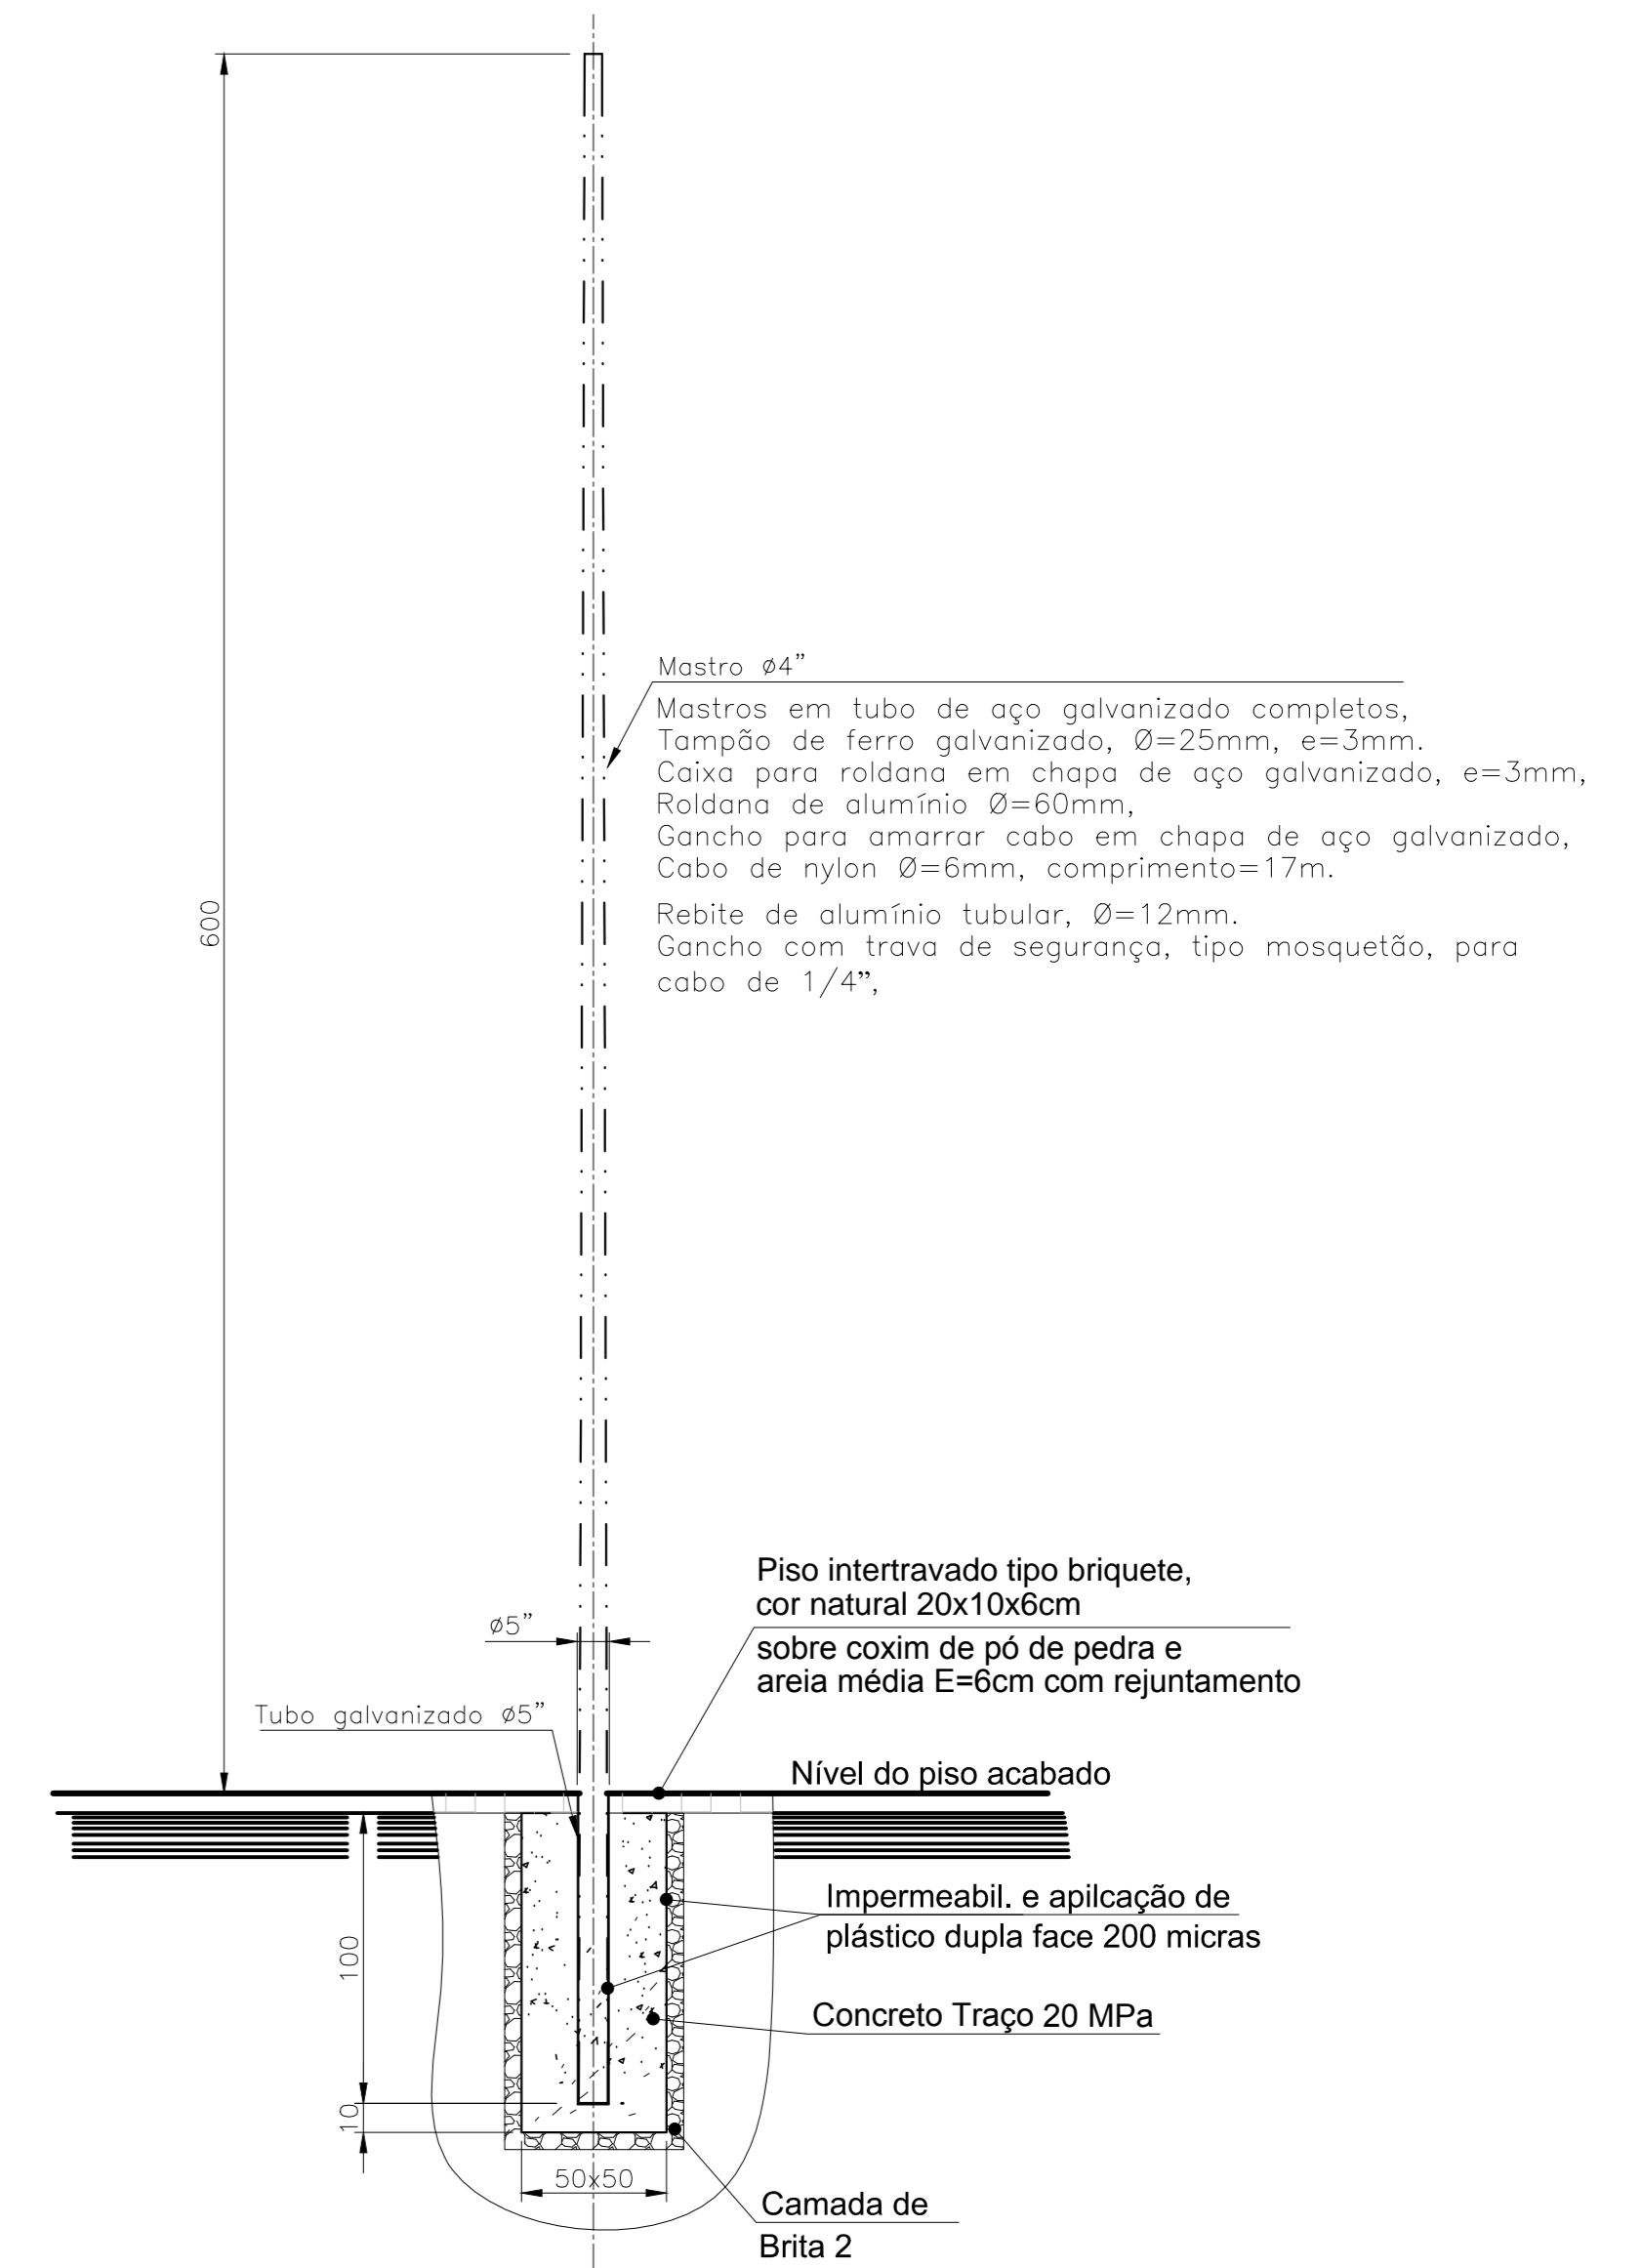 600
Mastro ø4”
Mastros em tubo de aço galvanizado completos,
Tampão de ferro galvanizado, Ø=25mm, e=3mm.
Caixa para roldana em chapa de aço galvanizado, e=3mm,
Roldana de alumínio Ø=60mm,
Gancho para amarrar cabo em chapa de aço galvanizado,
Cabo de nylon Ø=6mm, comprimento=17m.
Rebite de alumínio tubular, Ø=12mm.
Gancho com trava de segurança, tipo mosquetão, para
cabo de 1/4”,
Piso intertravado tipo briquete,
cor natural 20x10x6cm
sobre coxim de pó de pedra e
areia média E=6cm com rejuntamento
ø5”
Tubo galvanizado ø5”
Nível do piso acabado
Impermeabil. e apilcação de
plástico dupla face 200 micras
100
Concreto Traço 20 MPa
10
50x50
Camada de
Brita 2